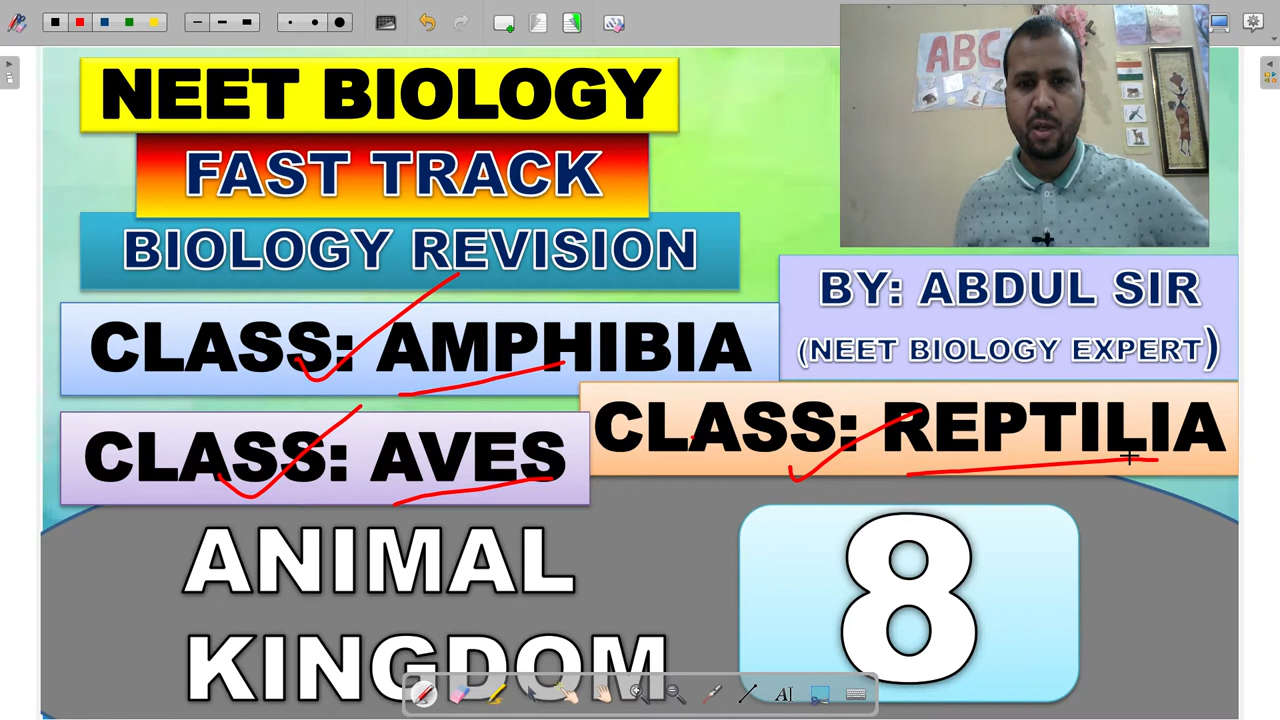 NEET BIOLOGY
FAST TRACK
BIOLOGY REVISION
ABC
BY: ABDUL SIR
(NEET BIOLOGY EXPERT)
CLASS: AMPHIBIA
CLASS: REPTILIA
CLASS: AVES
ANIMAL
KINGDOM
8
AI